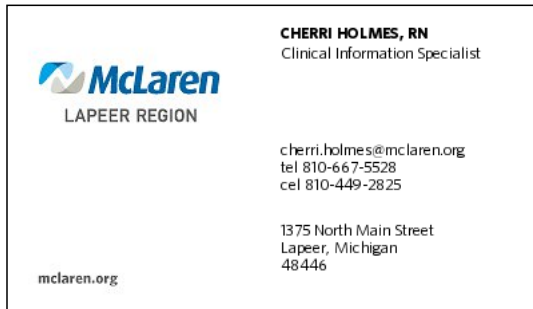 McLaren
LAPEER REGION
mclaren.org
CHERRI HOLMES, RN
Clinical Information Specialist
cherri.holmes@mclaren.org
tel 810-667-5528
cel 810-449-2825
1375 North Main Street
Lapeer, Michigan
48446